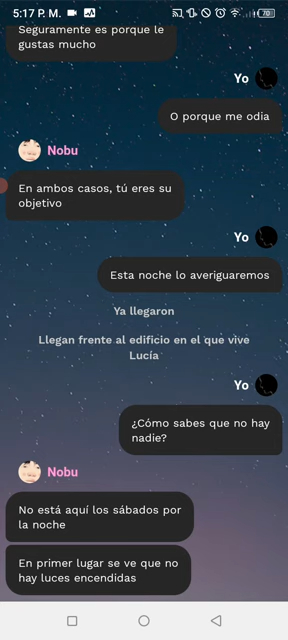 5:17 P. M.
70
Seguramente es porque le
gustas mucho
Yo
O porque me odia
Nobu
En ambos casos, tú eres su
objetivo
Yo
Esta noche lo averiguaremos
Ya llegaron
Llegan frente al edificio en el que vive
Lucía
Yo
¿Cómo sabes que no hay
nadie?
Nobu
No está aquí los sábados por
la noche
En primer lugar se ve que no
hay luces encendidas